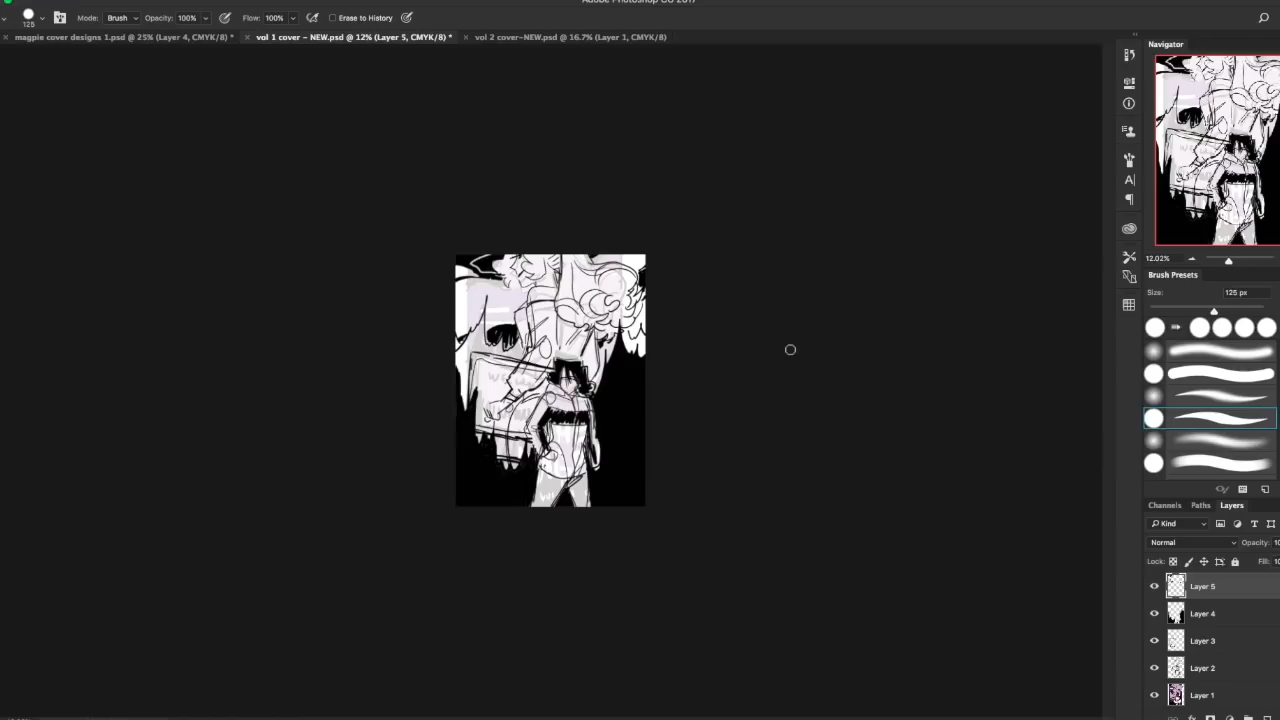 Adobe Photoshop CC 2017
125 Mode: Brush Opacity: 100% Flow: 100% Erase to History
magpie cover designs 1.psd @ 25% (Layer 4, CMYK/8) * vol 1 cover - NEW.psd @ 12% (Layer 5, CMYK/8) * vol 2 cover-NEW.psd @ 16.7% (Layer 1, CMYK/8)
Navigator
12.02%
Brush Presets
Size: 125 px
Channels Paths Layers
Kind
Normal Opacity: 10
Lock: Fill: 10
Layer 5
Layer 4
Layer 3
Layer 2
Layer 1